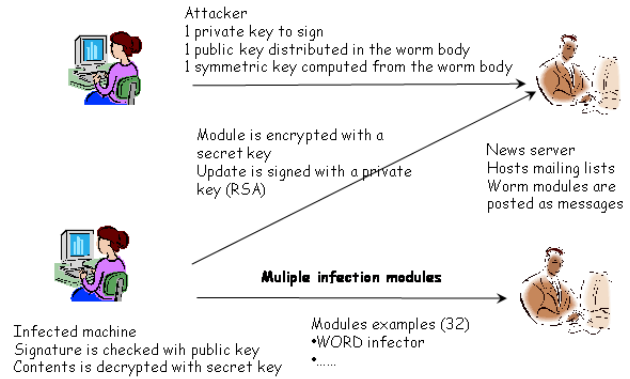 Attacker
1 private key to sign
1 public key distributed in the worm body
1 symmetric key computed from the worm body
Module is encrypted with a
secret key
Update is signed with a private
key (RSA)
News server
Hosts mailing lists
Worm modules are
posted as messages
Muliple infection modules
Infected machine
Signature is checked wih public key
Contents is decrypted with secret key
Modules examples (32)
•WORD infector
•......